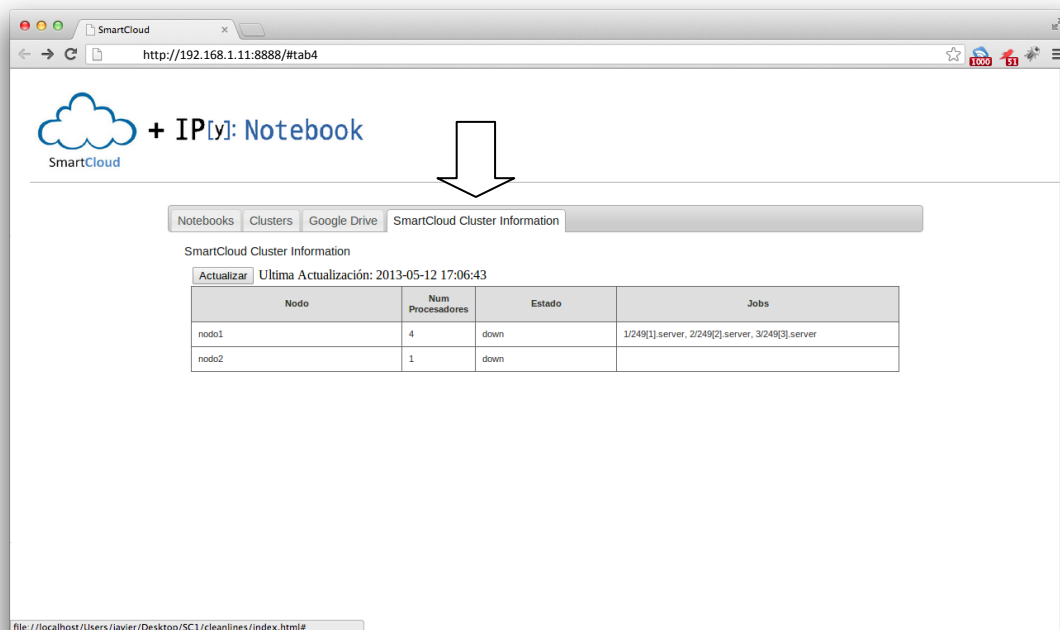 SmartCloud
http://192.168.1.11:8888/#tab4
1000
51
+ IP[y]: Notebook
SmartCloud
Notebooks Clusters Google Drive SmartCloud Cluster Information
SmartCloud Cluster Information
Actualizar Ultima Actualización: 2013-05-12 17:06:43
Nodo Num Procesadores Estado Jobs
nodo1 4 down 1/249[1].server, 2/249[2].server, 3/249[3].server
nodo2 1 down
file://localhost/Users/javier/Desktop/SC1/cleanlines/index.html#